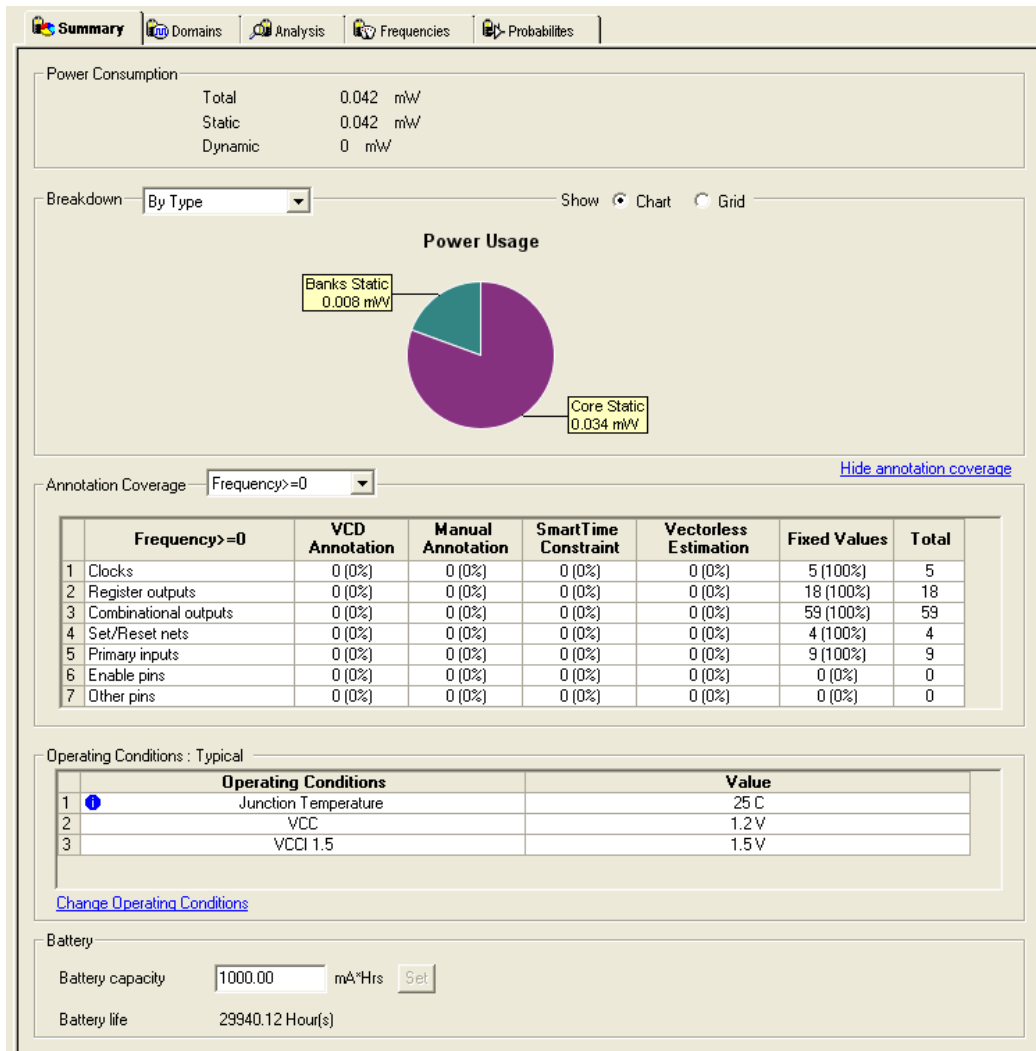 Summary Domains Analysis Frequencies Probabilites
Power Consumption
Total 0.042 mW
Static 0.042 mW
Dynamic 0 mW
Breakdown By Type Show Chart Grid
Power Usage
Banks Static
0.008 mW
Core Static
0.034 mW
Hide annotation coverage
Annotation Coverage Frequency>=0
Frequency>=0 VCD Annotation Manual Annotation SmartTime Constraint Vectorless Estimation Fixed Values Total
1 Clocks 0 (0%) 0 (0%) 0 (0%) 0 (0%) 5 (100%) 5
2 Register outputs 0 (0%) 0 (0%) 0 (0%) 0 (0%) 18 (100%) 18
3 Combinational outputs 0 (0%) 0 (0%) 0 (0%) 0 (0%) 59 (100%) 59
4 Set/Reset nets 0 (0%) 0 (0%) 0 (0%) 0 (0%) 4 (100%) 4
5 Primary inputs 0 (0%) 0 (0%) 0 (0%) 0 (0%) 9 (100%) 9
6 Enable pins 0 (0%) 0 (0%) 0 (0%) 0 (0%) 0 (0%) 0
7 Other pins 0 (0%) 0 (0%) 0 (0%) 0 (0%) 0 (0%) 0
Operating Conditions : Typical
Operating Conditions Value
1 Junction Temperature 25 C
2 VCC 1.2 V
3 VCCI 1.5 1.5 V
Change Operating Conditions
Battery
Battery capacity 1000.00 mA*Hrs Set
Battery life 29940.12 Hour(s)